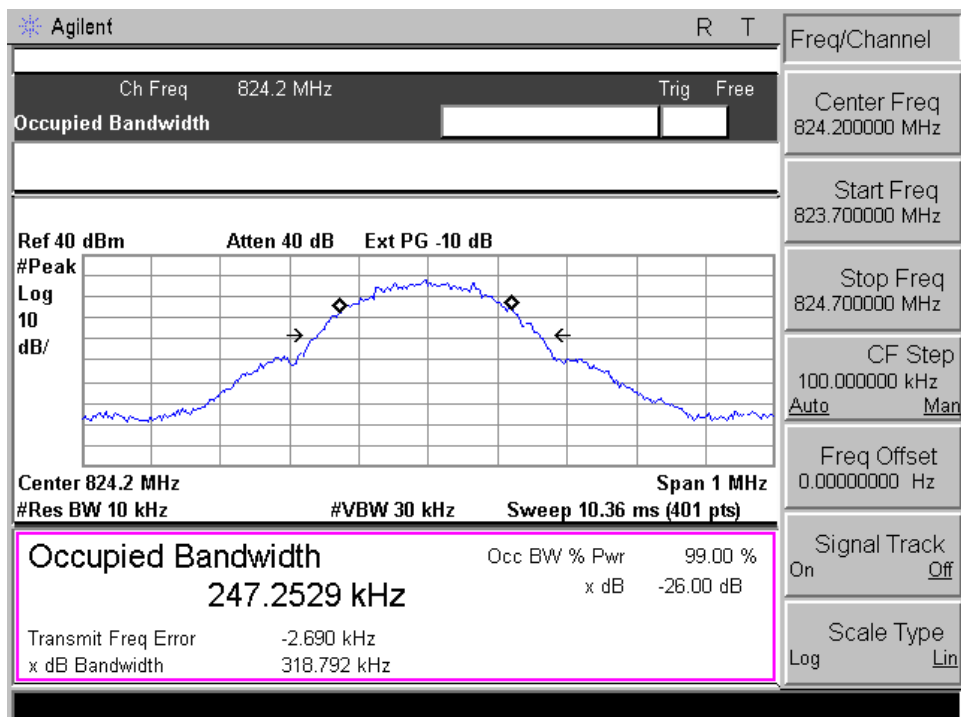 Agilent R T
Ch Freq 824.2 MHz Trig Free
Occupied Bandwidth
Ref 40 dBm Atten 40 dB Ext PG -10 dB
#Peak
Log
10
dB/
Center 824.2 MHz Span 1 MHz
#Res BW 10 kHz #VBW 30 kHz Sweep 10.36 ms (401 pts)
Occupied Bandwidth
247.2529 kHz
Occ BW % Pwr 99.00 %
x dB -26.00 dB
Transmit Freq Error -2.690 kHz
x dB Bandwidth 318.792 kHz
Freq/Channel
Center Freq
824.200000 MHz
Start Freq
823.700000 MHz
Stop Freq
824.700000 MHz
CF Step
100.000000 kHz
Auto Man
Freq Offset
0.00000000 Hz
Signal Track
On Off
Scale Type
Log Lin